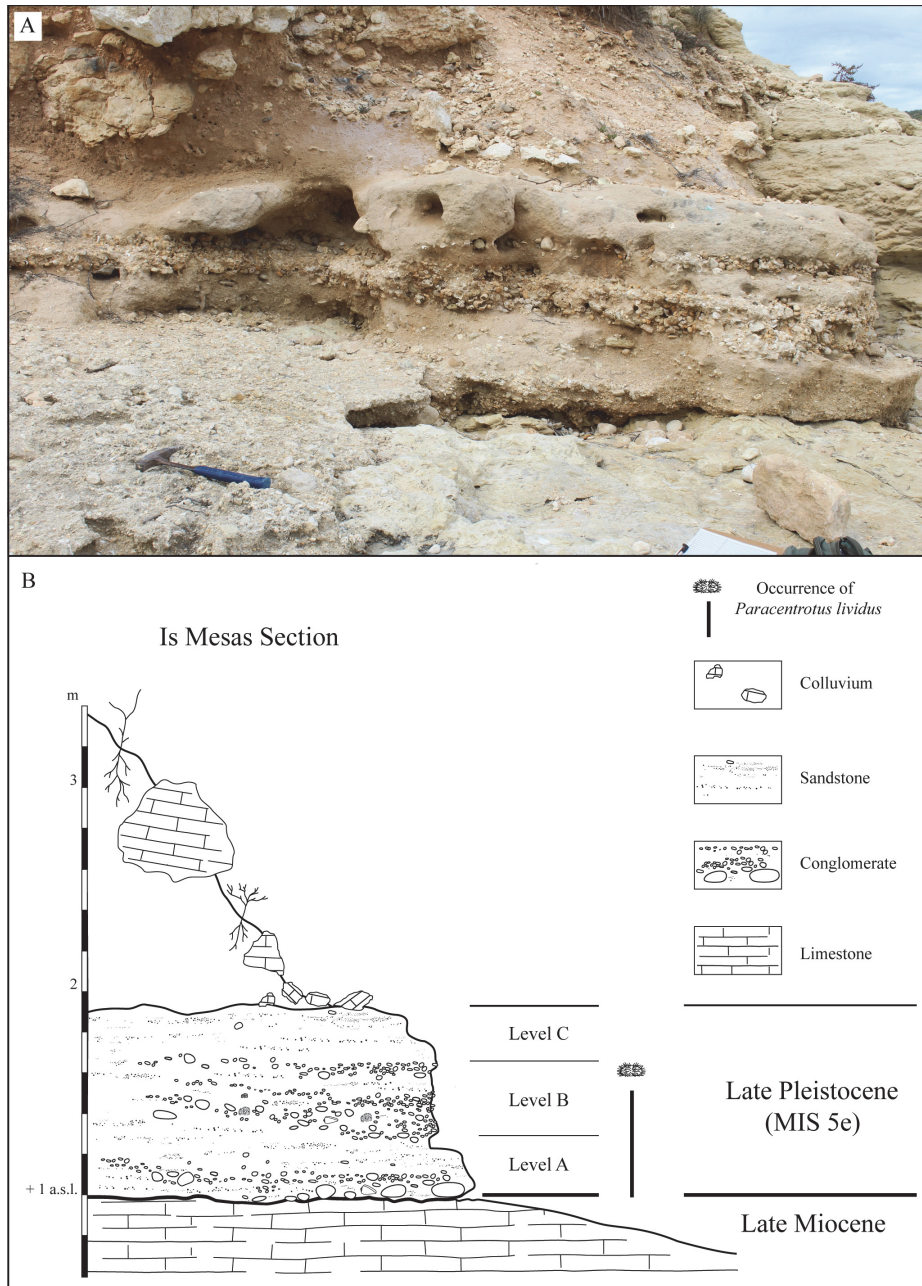 A
B
Is Mesas Section
Occurrence of
Paracentrotus lividus
Colluvium
Sandstone
Conglomerate
Limestone
m
3
2
+ 1 a.s.l.
Level C
Level B
Level A
Late Pleistocene
(MIS 5e)
Late Miocene